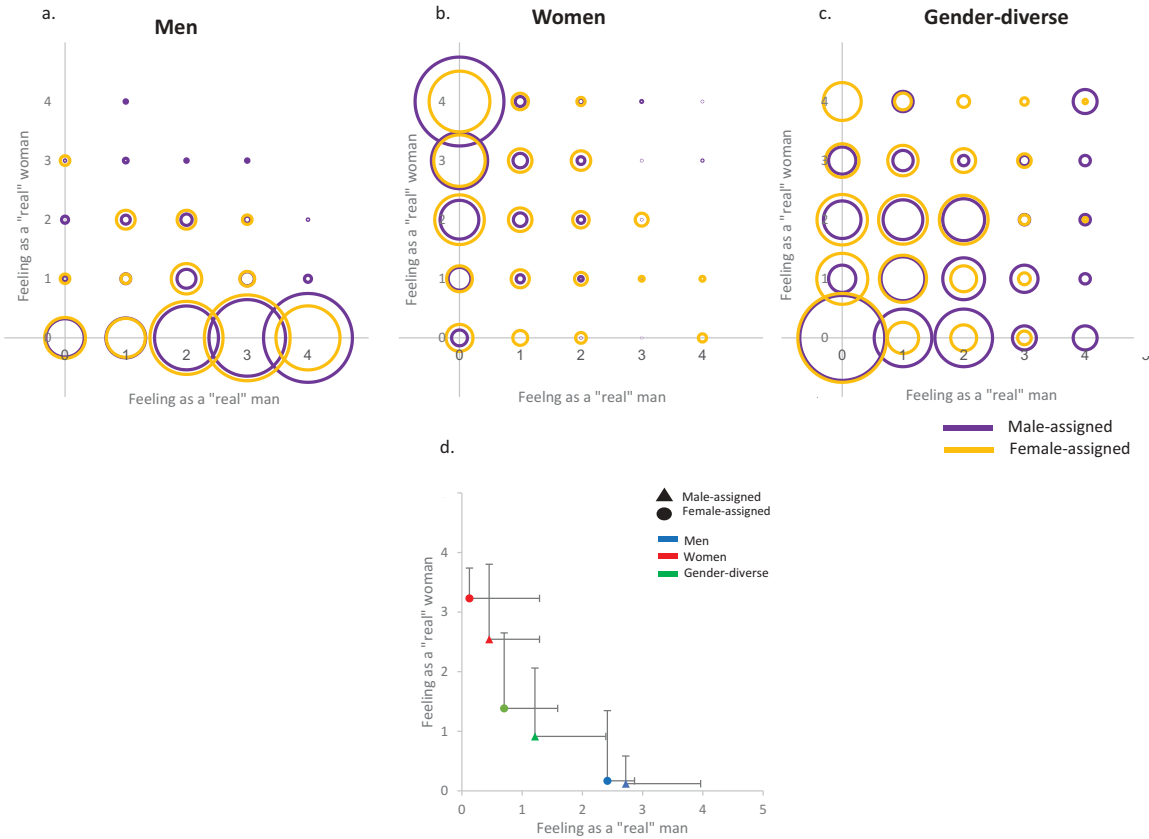 a.
Men
4
3
2
1
0
0
1
2
3
4
Feeling as a "real" woman
Feeling as a "real" man
b.
Women
4
3
2
1
0
0
1
2
3
4
Feeling as a "real" woman
Feelng as a "real" man
c.
Gender-diverse
4
3
2
1
0
0
1
2
3
4
Feeling as a "real" woman
Feeling as a "real" man
Male-assigned
Female-assigned
d.
Male-assigned
Female-assigned
Men
Women
Gender-diverse
4
3
2
1
0
0
1
2
3
4
5
Feeling as a "real" woman
Feeling as a "real" man